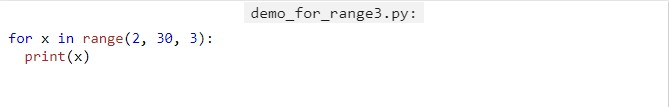 demo_for_range3.py:
for x in range(2, 30, 3):
  print(x)